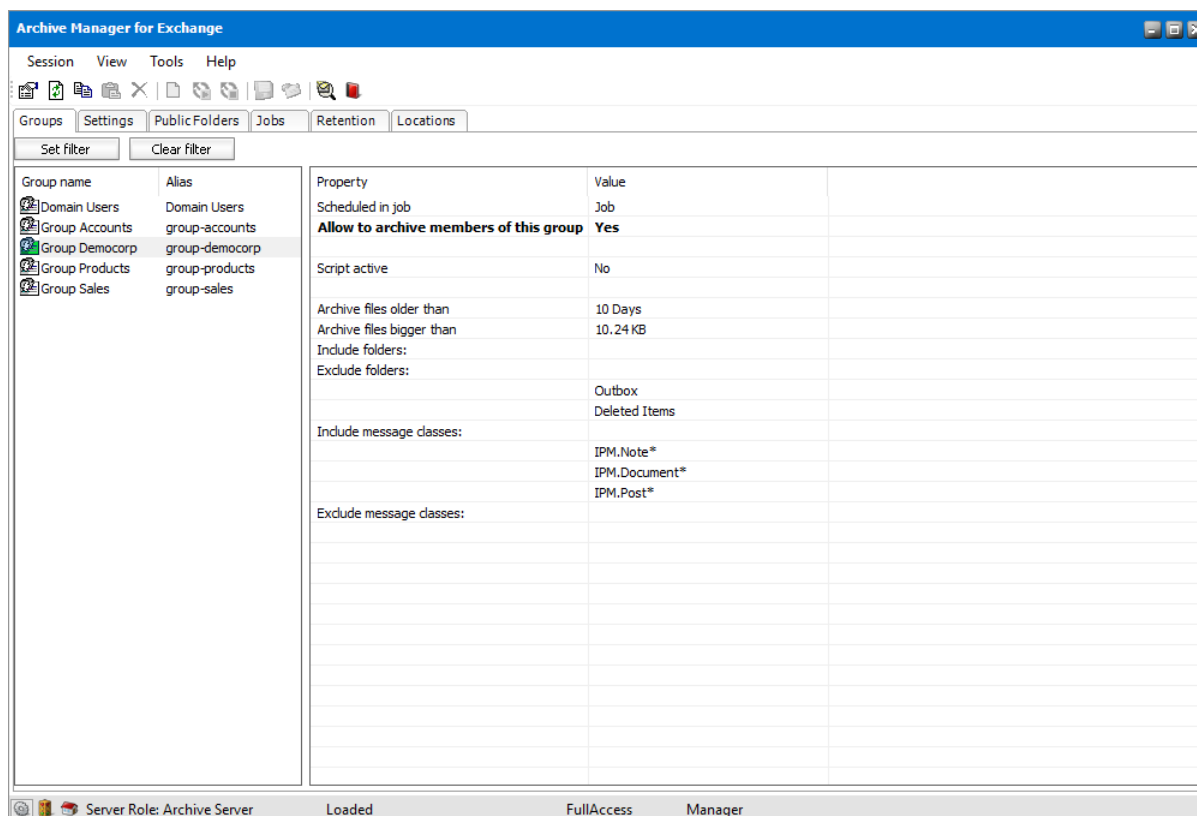 Archive Manager for Exchange
Session View Tools Help
Groups Settings Public Folders Jobs Retention Locations
Set filter Clear filter
Group name Alias Property Value
Domain Users Domain Users Scheduled in job Job
Group Accounts group-accounts Allow to archive members of this group Yes
Group Democorp group-democorp
Group Products group-products Script active No
Group Sales group-sales
Archive files older than 10 Days
Archive files bigger than 10.24 KB
Include folders:
Exclude folders:
Outbox
Deleted Items
Include message classes:
IPM.Note*
IPM.Document*
IPM.Post*
Exclude message classes:
Server Role: Archive Server Loaded FullAccess Manager